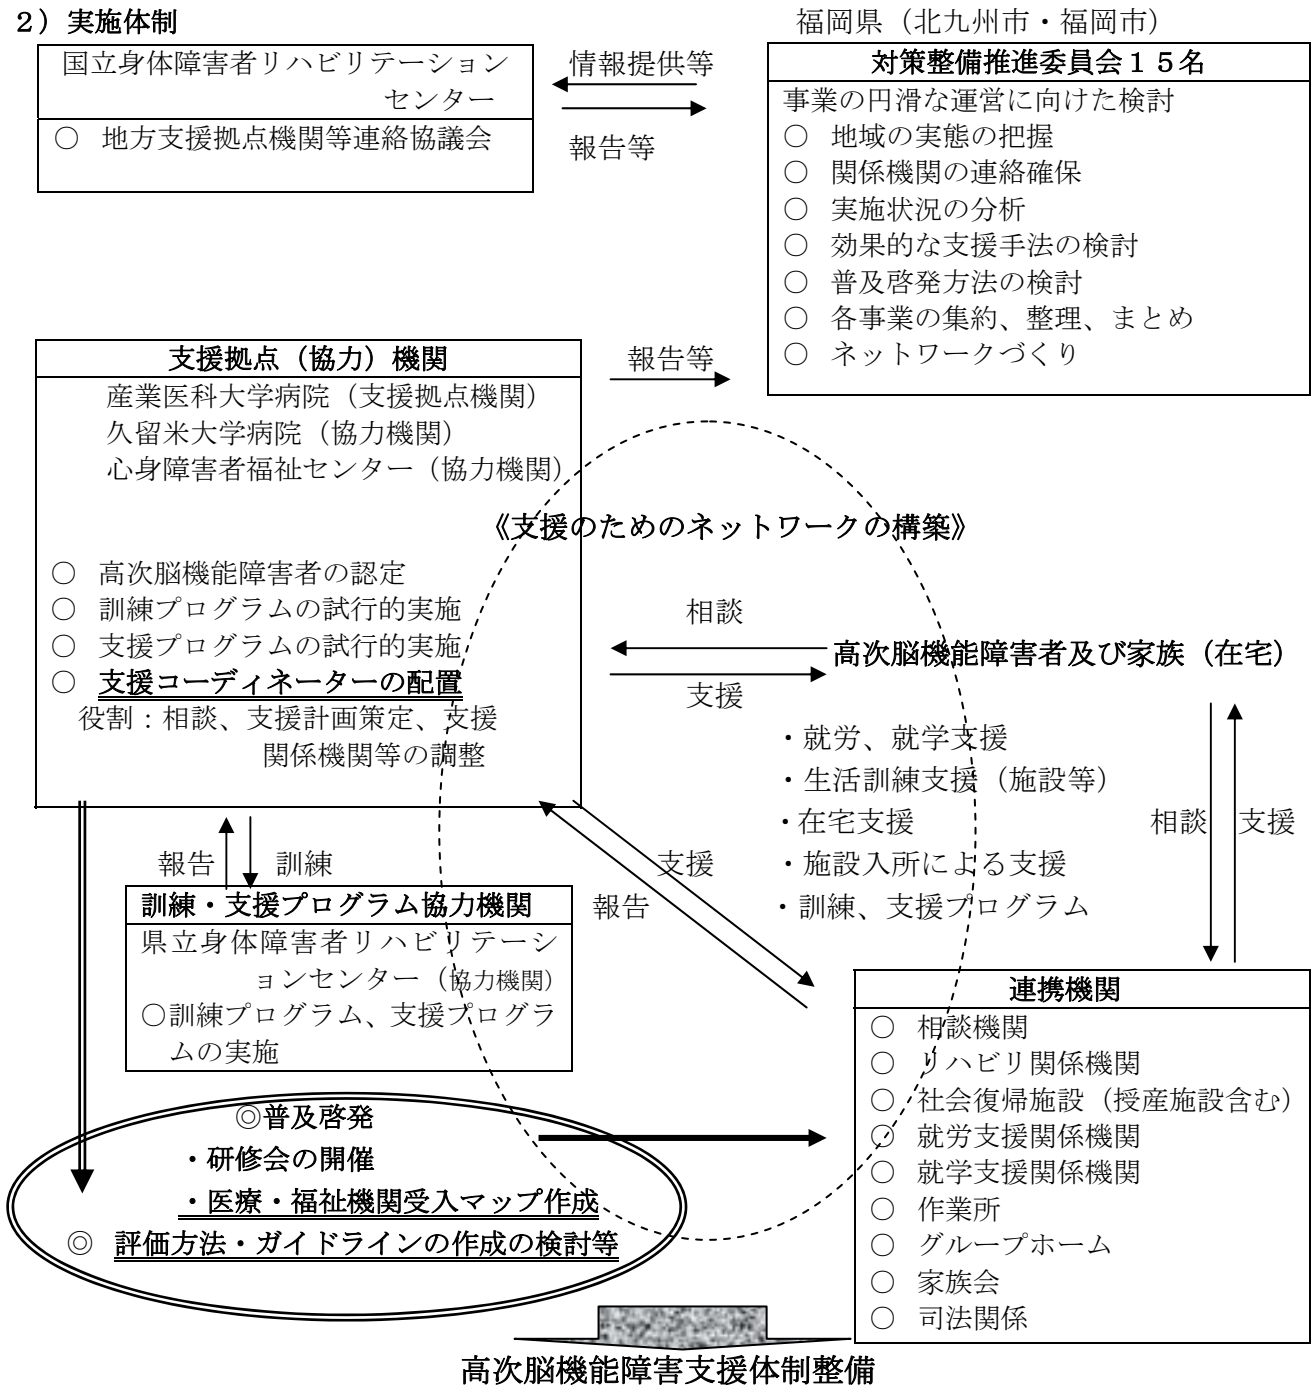 ２）実施体制
福岡県（北九州市・福岡市）
国立身体障害者リハビリテーション
センター
○　地方支援拠点機関等連絡協議会
情報提供等
報告等
対策整備推進委員会１５名
事業の円滑な運営に向けた検討
○　地域の実態の把握
○　関係機関の連絡確保
○　実施状況の分析
○　効果的な支援手法の検討
○　普及啓発方法の検討
○　各事業の集約、整理、まとめ
○　ネットワークづくり
支援拠点（協力）機関
産業医科大学病院（支援拠点機関）
久留米大学病院（協力機関）
心身障害者福祉センター（協力機関）
報告等
《支援のためのネットワークの構築》
○　高次脳機能障害者の認定
○　訓練プログラムの試行的実施
○　支援プログラムの試行的実施
○　支援コーディネーターの配置
役割：相談、支援計画策定、支援
関係機関等の調整
相談
支援
高次脳機能障害者及び家族（在宅）
・就労、就学支援
・生活訓練支援（施設等）
・在宅支援
・施設入所による支援
・訓練、支援プログラム
相談
支援
報告
訓練
支援
報告
訓練・支援プログラム協力機関
県立身体障害者リハビリテーシ
ョンセンター（協力機関）
○訓練プログラム、支援プログラ
ムの実施
連携機関
○　相談機関
○　リハビリ関係機関
○　社会復帰施設（授産施設含む）
○　就労支援関係機関
○　就学支援関係機関
○　作業所
○　グループホーム
○　家族会
○　司法関係
◎普及啓発
・研修会の開催
・医療・福祉機関受入マップ作成
◎　評価方法・ガイドラインの作成の検討等
高次脳機能障害支援体制整備